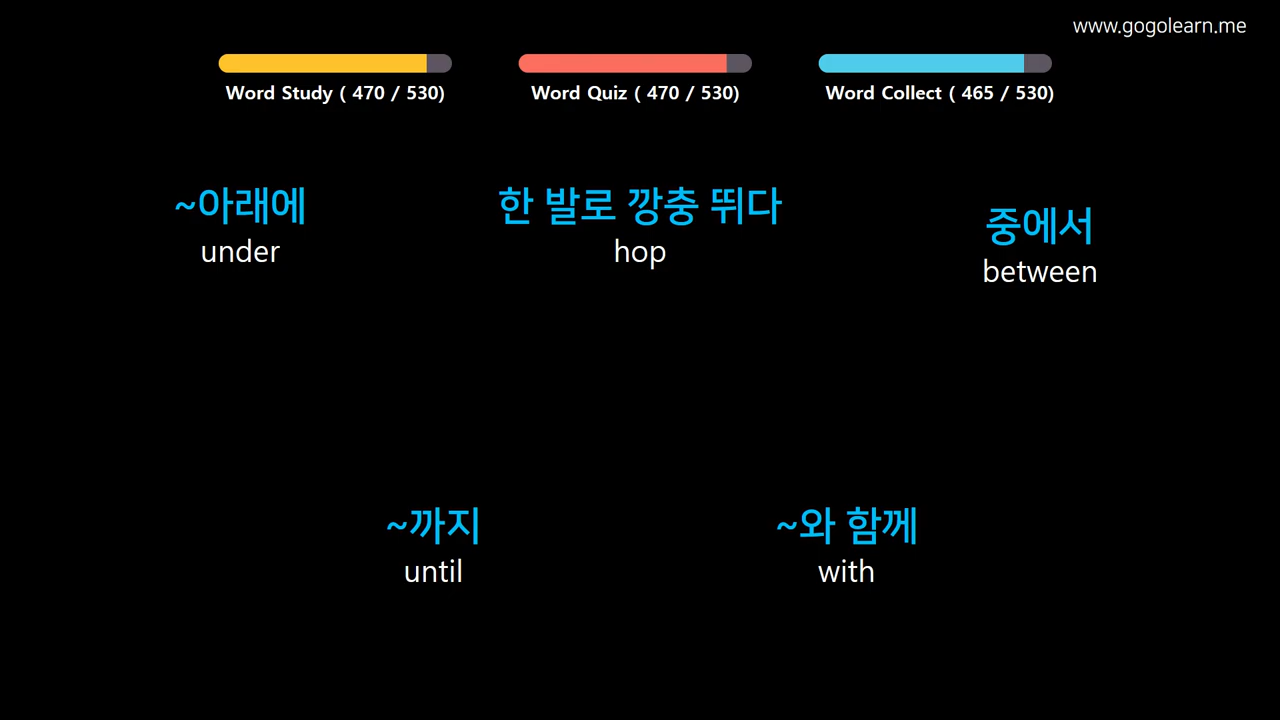 www.gogolearn.me
Word Study ( 470 / 530)
Word Quiz ( 470 / 530)
Word Collect ( 465 / 530)
~아래에
under
한 발로 깡충 뛰다
hop
중에서
between
~까지
until
~와 함께
with